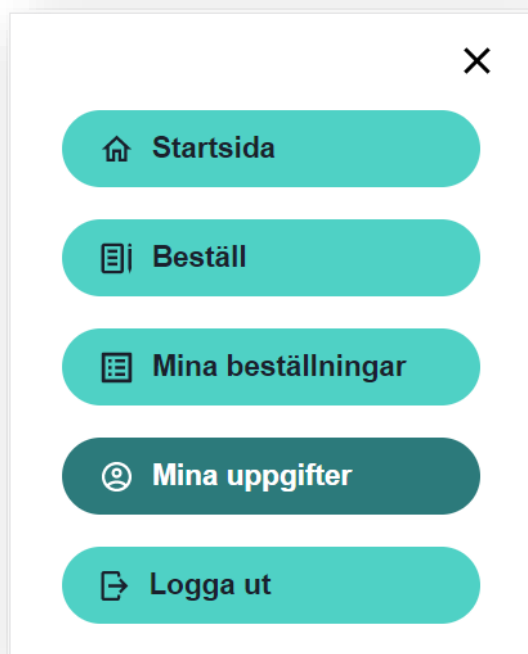 Startsida
Beställ
Mina beställningar
Mina uppgifter
Logga ut